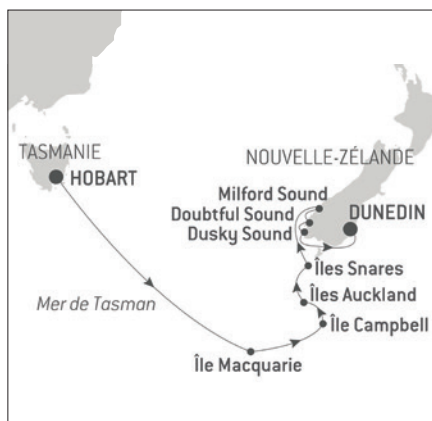 TASMANIE
HOBART
NOUVELLE-ZÉLANDE
Milford Sound
Doubtful Sound
Dusky Sound
DUNEDIN
Îles Snares
Îles Auckland
Île Campbell
Mer de Tasman
Île Macquarie